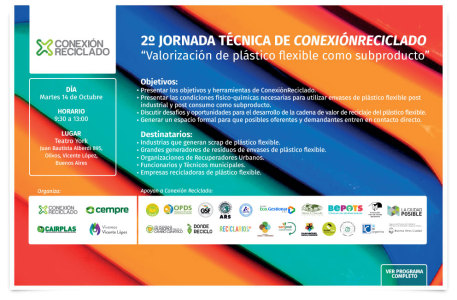 CONEXIÓN
RECICLADO
2º JORNADA TÉCNICA DE CONEXIÓNRECICLADO
“Valorización de plástico flexible como subproducto”
DÍA
Martes 14 de Octubre
HORARIO
9:30 a 13:00
LUGAR
Teatro York
Juan Bautista Alberdi 895,
Olivos, Vicente López,
Buenos Aires
Objetivos:
• Presentar los objetivos y herramientas de ConexiónReciclado.
• Presentar las condiciones físico-químicas necesarias para utilizar envases de plástico flexible post
industrial y post consumo como subproducto.
• Discutir desafíos y oportunidades para el desarrollo de la cadena de valor de reciclaje del plástico flexible.
• Generar un espacio formal para que posibles oferentes y demandantes entren en contacto directo.
Destinatarios:
• Industrias que generan scrap de plástico flexible.
• Grandes generadores de residuos de envases de plástico flexible.
• Organizaciones de Recuperadores Urbanos.
• Funcionarios y Técnicos municipales.
• Empresas recicladoras de plástico flexible.
Organiza:
Apoyan a Conexión Reciclado:
CONEXIÓN
RECICLADO
cempre
CAIRPLAS
Vivamos
Vicente López
OPDS
ARS
Eco.Gestionar
BePETS
LA CIUDAD
POSIBLE
DONDE
RECICLO
RECICLARIOS
VER PROGRAMA
COMPLETO